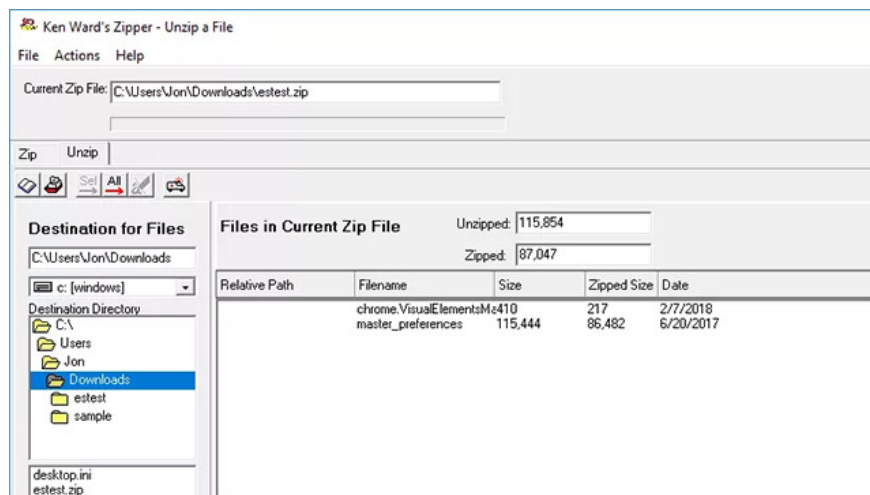 Ken Ward's Zipper - Unzip a File
File Actions Help
Current Zip File: C:\Users\Jon\Downloads\estest.zip
Zip Unzip
Sel All
Destination for Files
C:\Users\Jon\Downloads
c: [windows]
Destination Directory
C:\
Users
Jon
Downloads
estest
sample
desktop.ini
estest.zip
Files in Current Zip File
Unzipped: 115,854
Zipped: 87,047
Relative Path Filename Size Zipped Size Date
chrome.VisualElementsMa 410 217 2/7/2018
master_preferences 115,444 86,482 6/20/2017